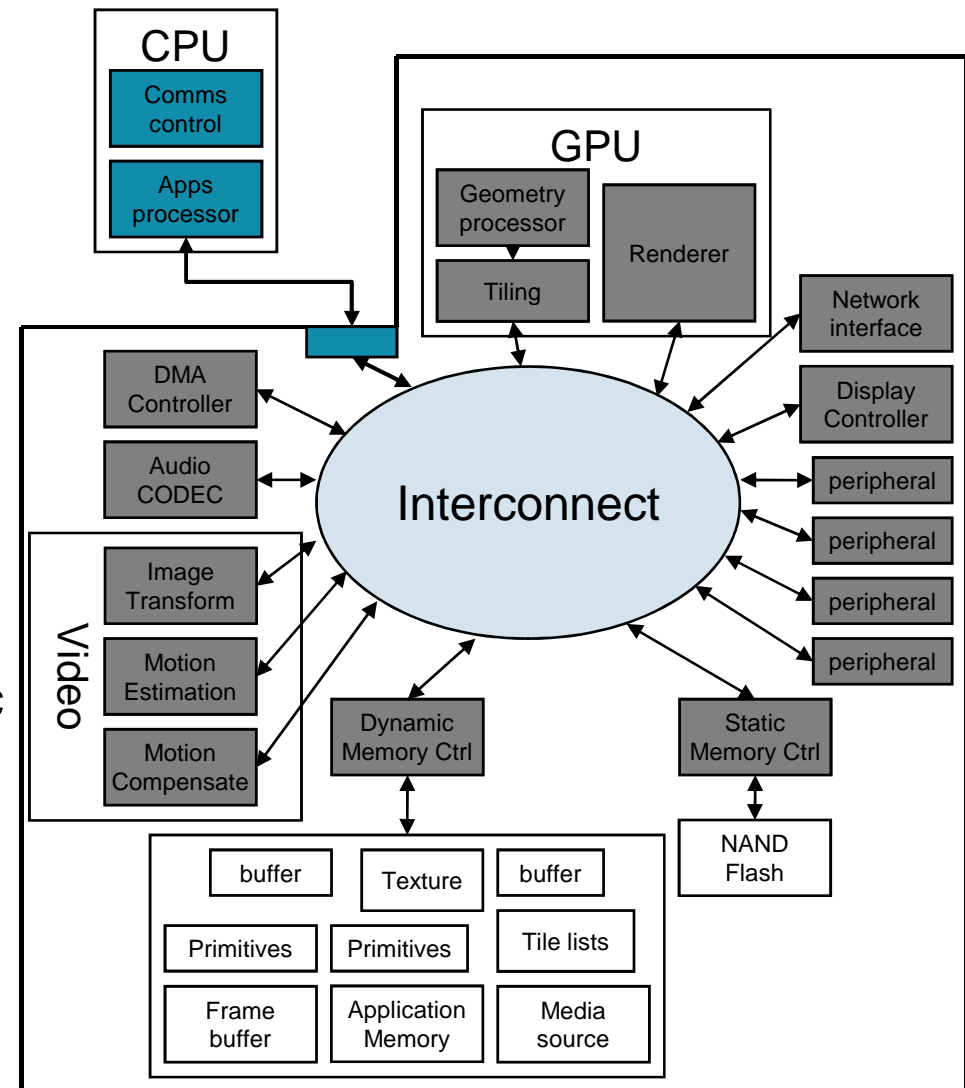 CPU
Comms
control
Apps
processor
GPU
Geometry
processor
Tiling
Renderer
Network
interface
DMA
Controller
Display
Controller
Audio
CODEC
Interconnect
peripheral
peripheral
peripheral
peripheral
Video
Image
Transform
Motion
Estimation
Motion
Compensate
Dynamic
Memory Ctrl
Static
Memory Ctrl
NAND
Flash
buffer
Texture
buffer
Primitives
Primitives
Tile lists
Frame
buffer
Application
Memory
Media
source